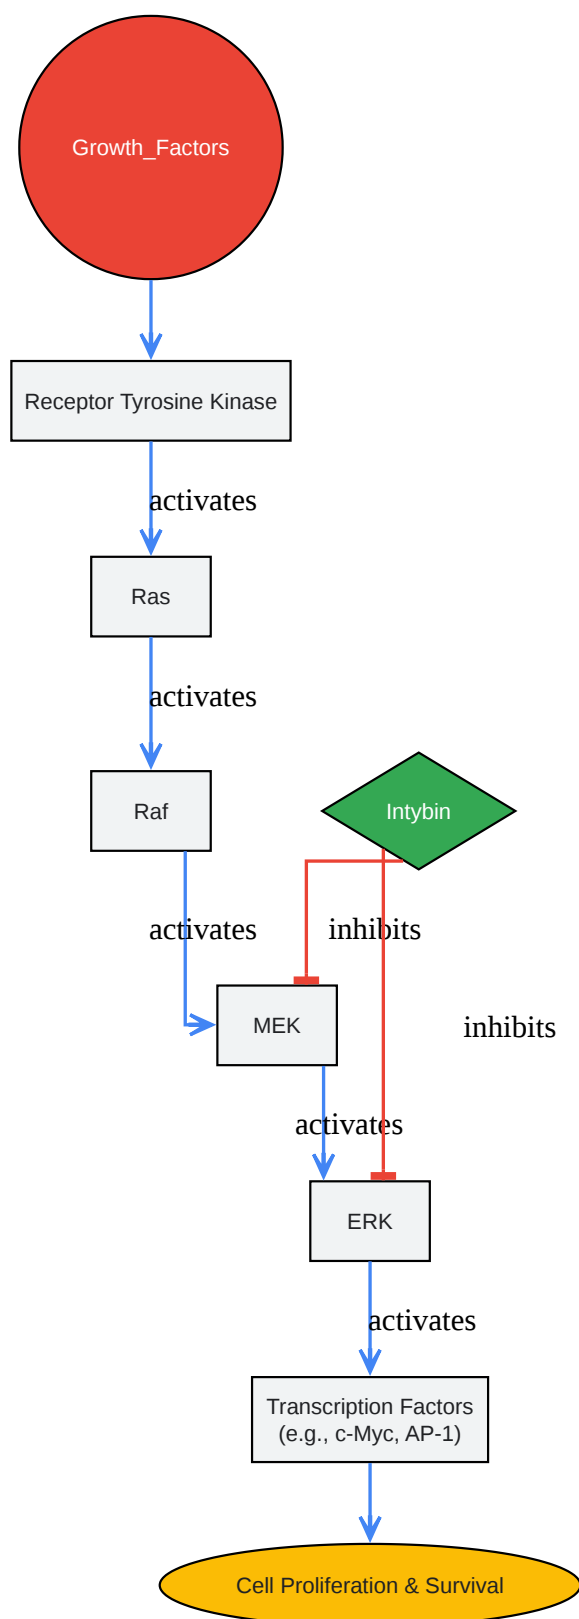 Growth_Factors
Receptor Tyrosine Kinase
activates
Ras
activates
Raf
Intybin
activates
inhibits
MEK
inhibits
activates
ERK
activates
Transcription Factors
(e.g., c-Myc, AP-1)
Cell Proliferation & Survival